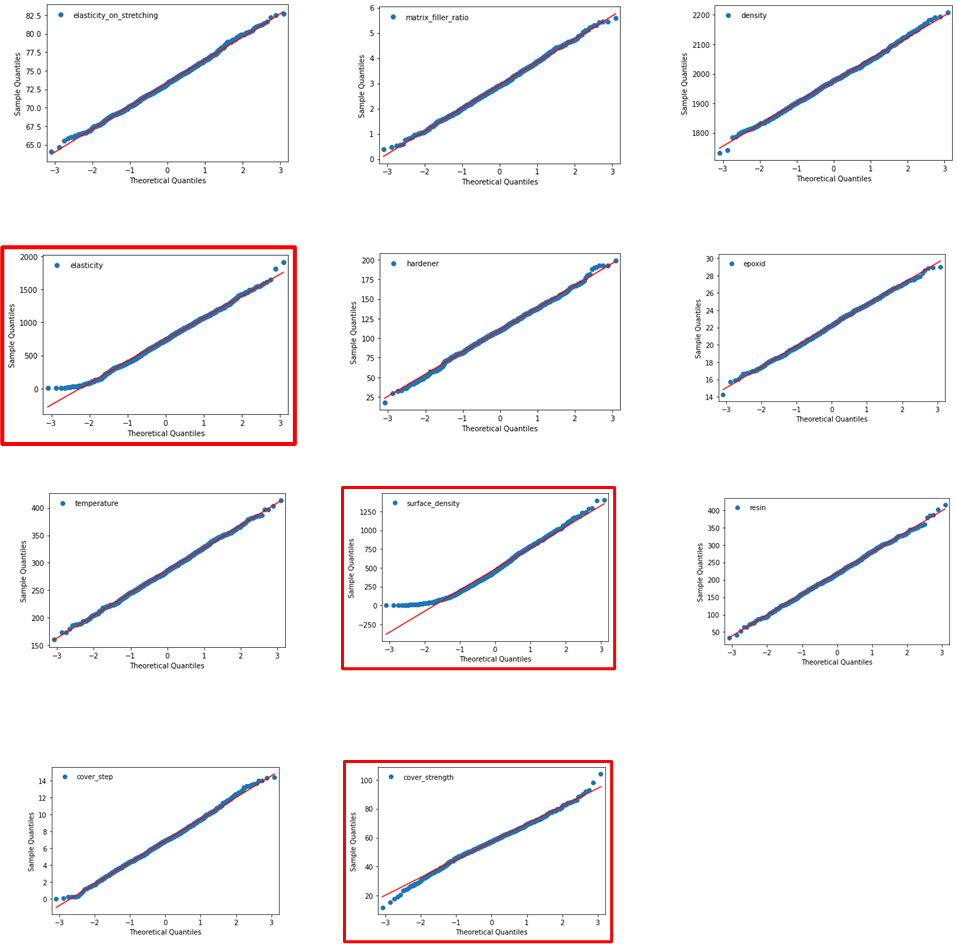 elasticity_on_stretching
82.5
80.0
77.5
75.0
72.5
70.0
67.5
65.0
Sample Quantiles
−3 −2 −1 0 1 2 3
Theoretical Quantiles
matrix_filler_ratio
6
5
4
3
2
1
0
Sample Quantiles
−3 −2 −1 0 1 2 3
Theoretical Quantiles
density
2200
2100
2000
1900
1800
Sample Quantiles
−3 −2 −1 0 1 2 3
Theoretical Quantiles
elasticity
2000
1500
1000
500
0
Sample Quantiles
−3 −2 −1 0 1 2 3
Theoretical Quantiles
hardener
200
175
150
125
100
75
50
25
Sample Quantiles
−3 −2 −1 0 1 2 3
Theoretical Quantiles
epoxid
30
28
26
24
22
20
18
16
14
Sample Quantiles
−3 −2 −1 0 1 2 3
Theoretical Quantiles
temperature
400
350
300
250
200
150
Sample Quantiles
−3 −2 −1 0 1 2 3
Theoretical Quantiles
surface_density
1250
1000
750
500
250
0
−250
Sample Quantiles
−3 −2 −1 0 1 2 3
Theoretical Quantiles
resin
400
350
300
250
200
150
100
50
Sample Quantiles
−3 −2 −1 0 1 2 3
Theoretical Quantiles
cover_step
14
12
10
8
6
4
2
0
Sample Quantiles
−3 −2 −1 0 1 2 3
Theoretical Quantiles
cover_strength
100
80
60
40
20
Sample Quantiles
−3 −2 −1 0 1 2 3
Theoretical Quantiles